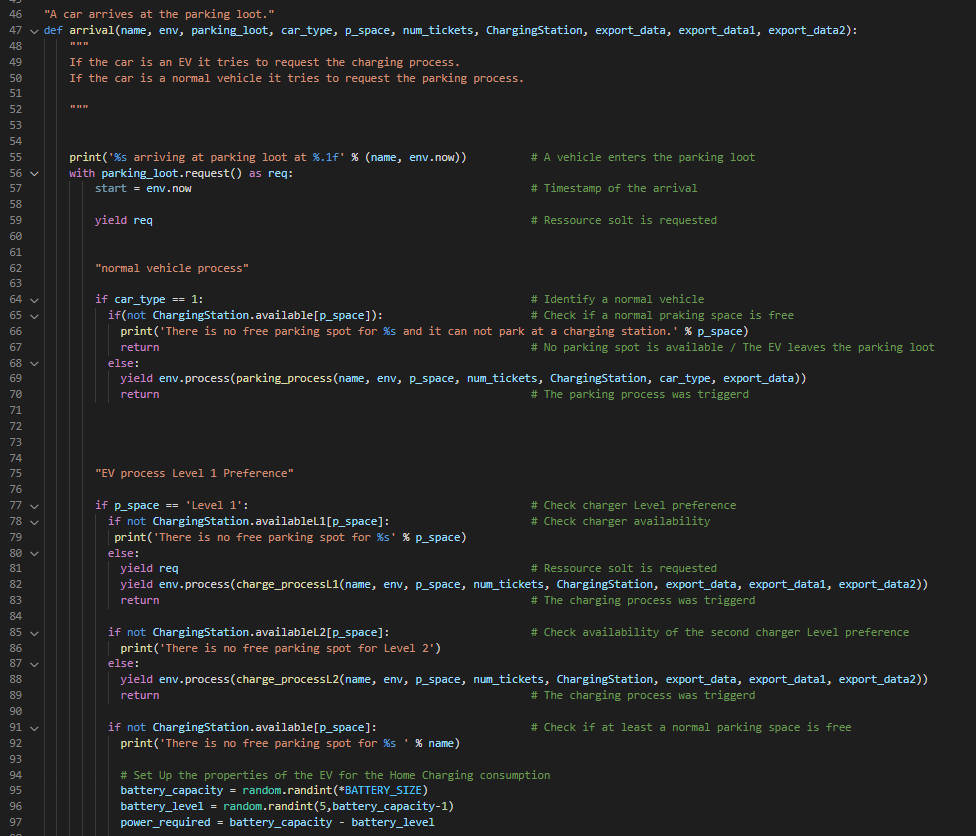 46 "A car arrives at the parking loot."
47 def arrival(name, env, parking_loot, car_type, p_space, num_tickets, ChargingStation, export_data, export_data1, export_data2):
48 """
49 If the car is an EV it tries to request the charging process.
50 If the car is a normal vehicle it tries to request the parking process.
51
52 """
53
54
55 print('%s arriving at parking loot at %.1f' % (name, env.now)) # A vehicle enters the parking loot
56 with parking_loot.request() as req:
57 start = env.now # Timestamp of the arrival
58
59 yield req # Ressource solt is requested
60
61
62 "normal vehicle process"
63
64 if car_type == 1: # Identify a normal vehicle
65 if(not ChargingStation.available[p_space]): # Check if a normal praking space is free
66 print('There is no free parking spot for %s and it can not park at a charging station.' % p_space)
67 return # No parking spot is available / The EV leaves the parking loot
68 else:
69 yield env.process(parking_process(name, env, p_space, num_tickets, ChargingStation, car_type, export_data))
70 return # The parking process was triggerd
71
72
73
74
75 "EV process Level 1 Preference"
76
77 if p_space == 'Level 1': # Check charger Level preference
78 if not ChargingStation.availableL1[p_space]: # Check charger availability
79 print('There is no free parking spot for %s' % p_space)
80 else:
81 yield req # Ressource solt is requested
82 yield env.process(charge_processL1(name, env, p_space, num_tickets, ChargingStation, export_data, export_data1, export_data2))
83 return # The charging process was triggerd
84
85 if not ChargingStation.availableL2[p_space]: # Check availability of the second charger Level preference
86 print('There is no free parking spot for Level 2')
87 else:
88 yield env.process(charge_processL2(name, env, p_space, num_tickets, ChargingStation, export_data, export_data1, export_data2))
89 return # The charging process was triggerd
90
91 if not ChargingStation.available[p_space]: # Check if at least a normal parking space is free
92 print('There is no free parking spot for %s ' % name)
93
94 # Set Up the properties of the EV for the Home Charging consumption
95 battery_capacity = random.randint(*BATTERY_SIZE)
96 battery_level = random.randint(5,battery_capacity-1)
97 power_required = battery_capacity - battery_level